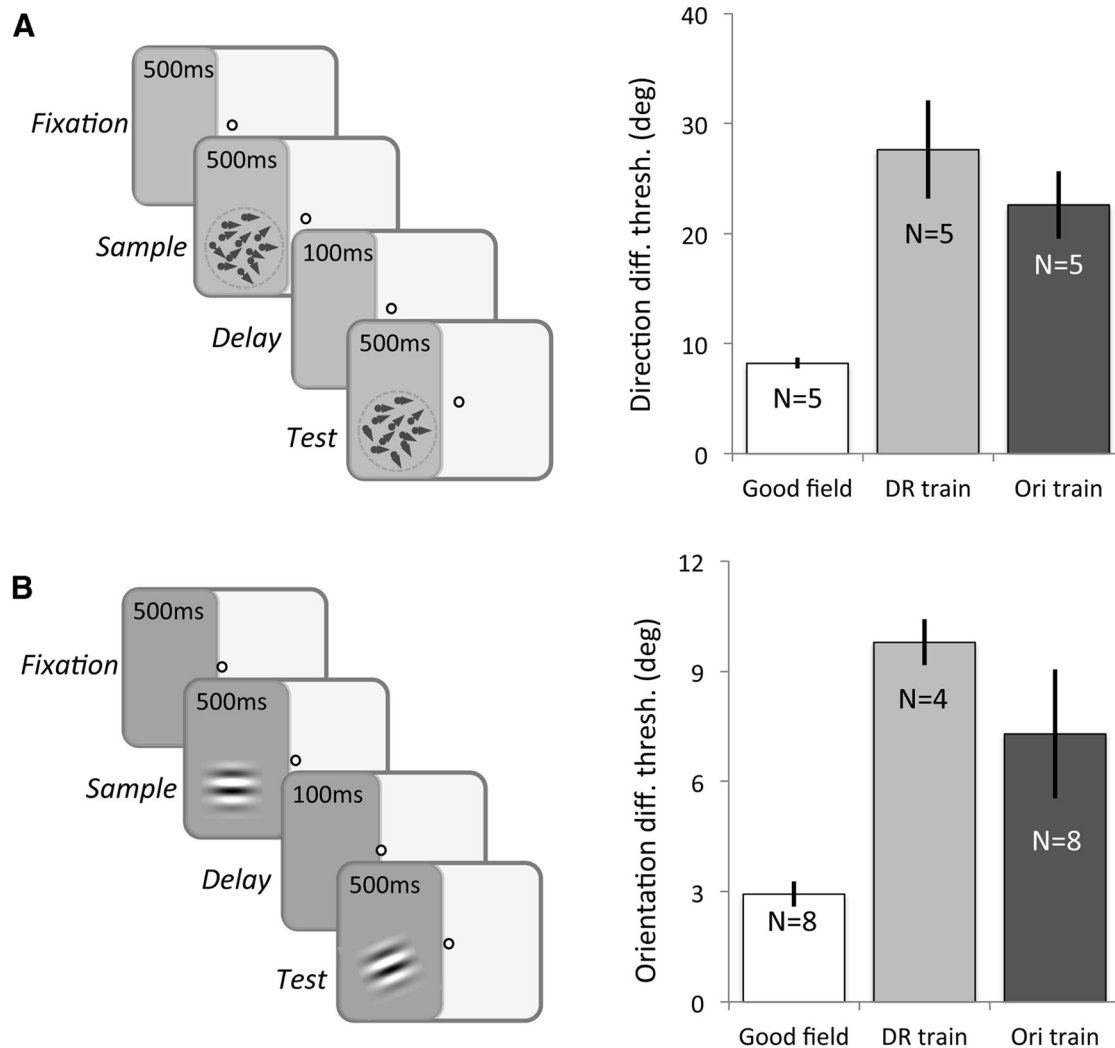 A
500ms
Fixation
500ms
Sample
100ms
Delay
500ms
Test
Direction diff. thresh. (deg)
40
30
20
10
0
N=5
N=5
N=5
Good field DR train Ori train
B
500ms
Fixation
500ms
Sample
100ms
Delay
500ms
Test
Orientation diff. thresh. (deg)
12
9
6
3
0
N=8
N=4
N=8
Good field DR train Ori train